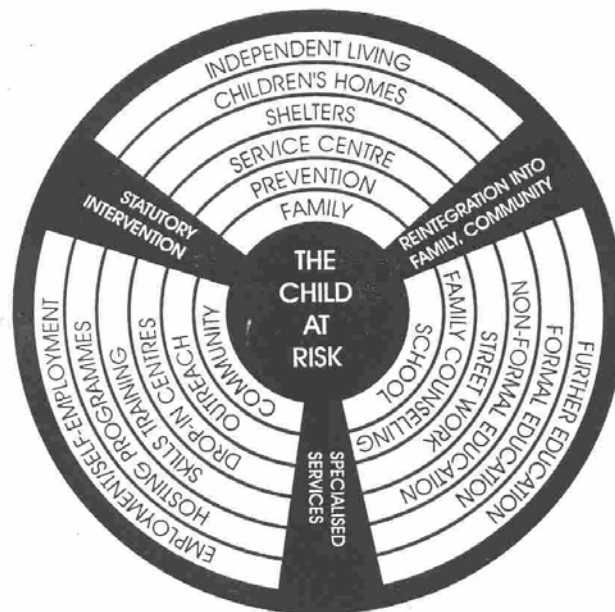 INDEPENDENT LIVING
CHILDREN'S HOMES
SHELTERS
SERVICE CENTRE
PREVENTION
FAMILY
STATUTORY
INTERVENTION
REINTEGRATION INTO
FAMILY, COMMUNITY
THE
CHILD
AT
RISK
EMPLOYMENT/SELF-EMPLOYMENT
HOSTING PROGRAMMES
SKILLS TRAINING
DROP-IN CENTRES
OUTREACH
COMMUNITY
SCHOOL
FAMILY COUNSELLING
STREET WORK
NON-FORMAL EDUCATION
FORMAL EDUCATION
FURTHER EDUCATION
SPECIALISED
SERVICES